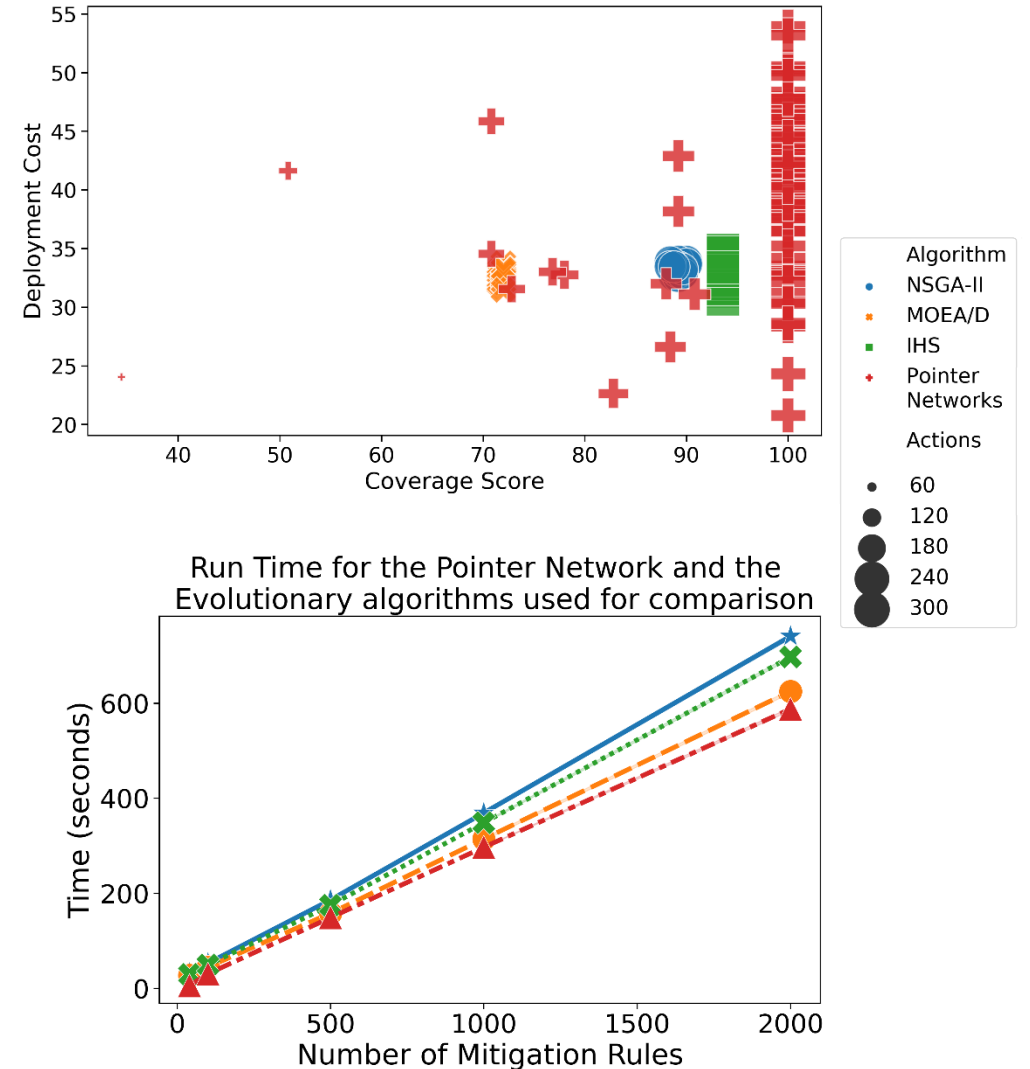 55
50
45
40
35
30
25
20
Deployment Cost
40 50 60 70 80 90 100
Coverage Score
Algorithm
NSGA-II
MOEA/D
IHS
Pointer
Networks
Actions
60
120
180
240
300
Run Time for the Pointer Network and the
Evolutionary algorithms used for comparison
600
400
200
0
Time (seconds)
0 500 1000 1500 2000
Number of Mitigation Rules